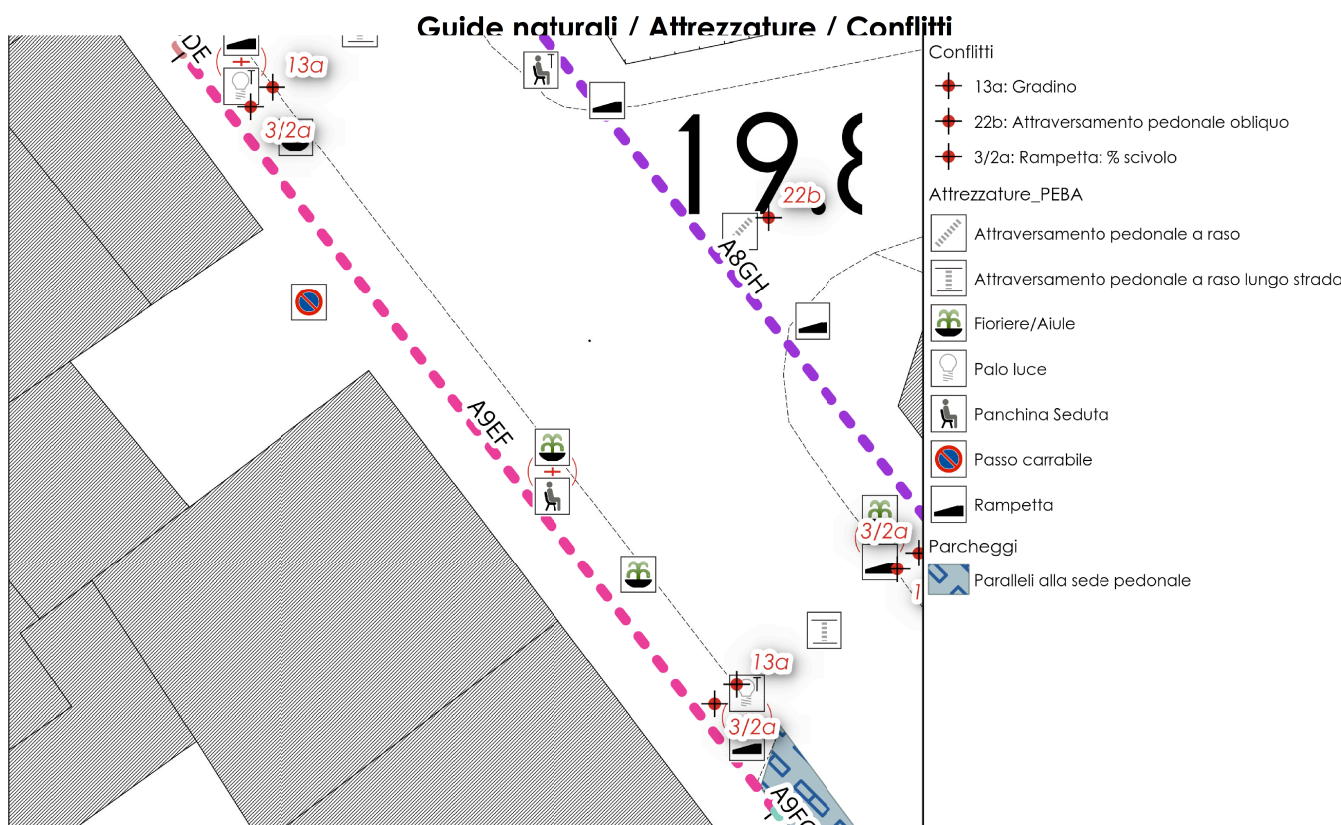 Guide naturali / Attrezzature / Conflitti
DE
13a
3/2a
19.8
22b
A8GH
A9EF
3/2a
13a
3/2a
Conflitti
13a: Gradino
22b: Attraversamento pedonale obliquo
3/2a: Rampetta: % scivolo
Attrezzature_PEBA
Attraversamento pedonale a raso
Attraversamento pedonale a raso lungo strada
Fioriere/Aiule
Palo luce
Panchina Seduta
Passo carrabile
Rampetta
Parcheggi
Paralleli alla sede pedonale